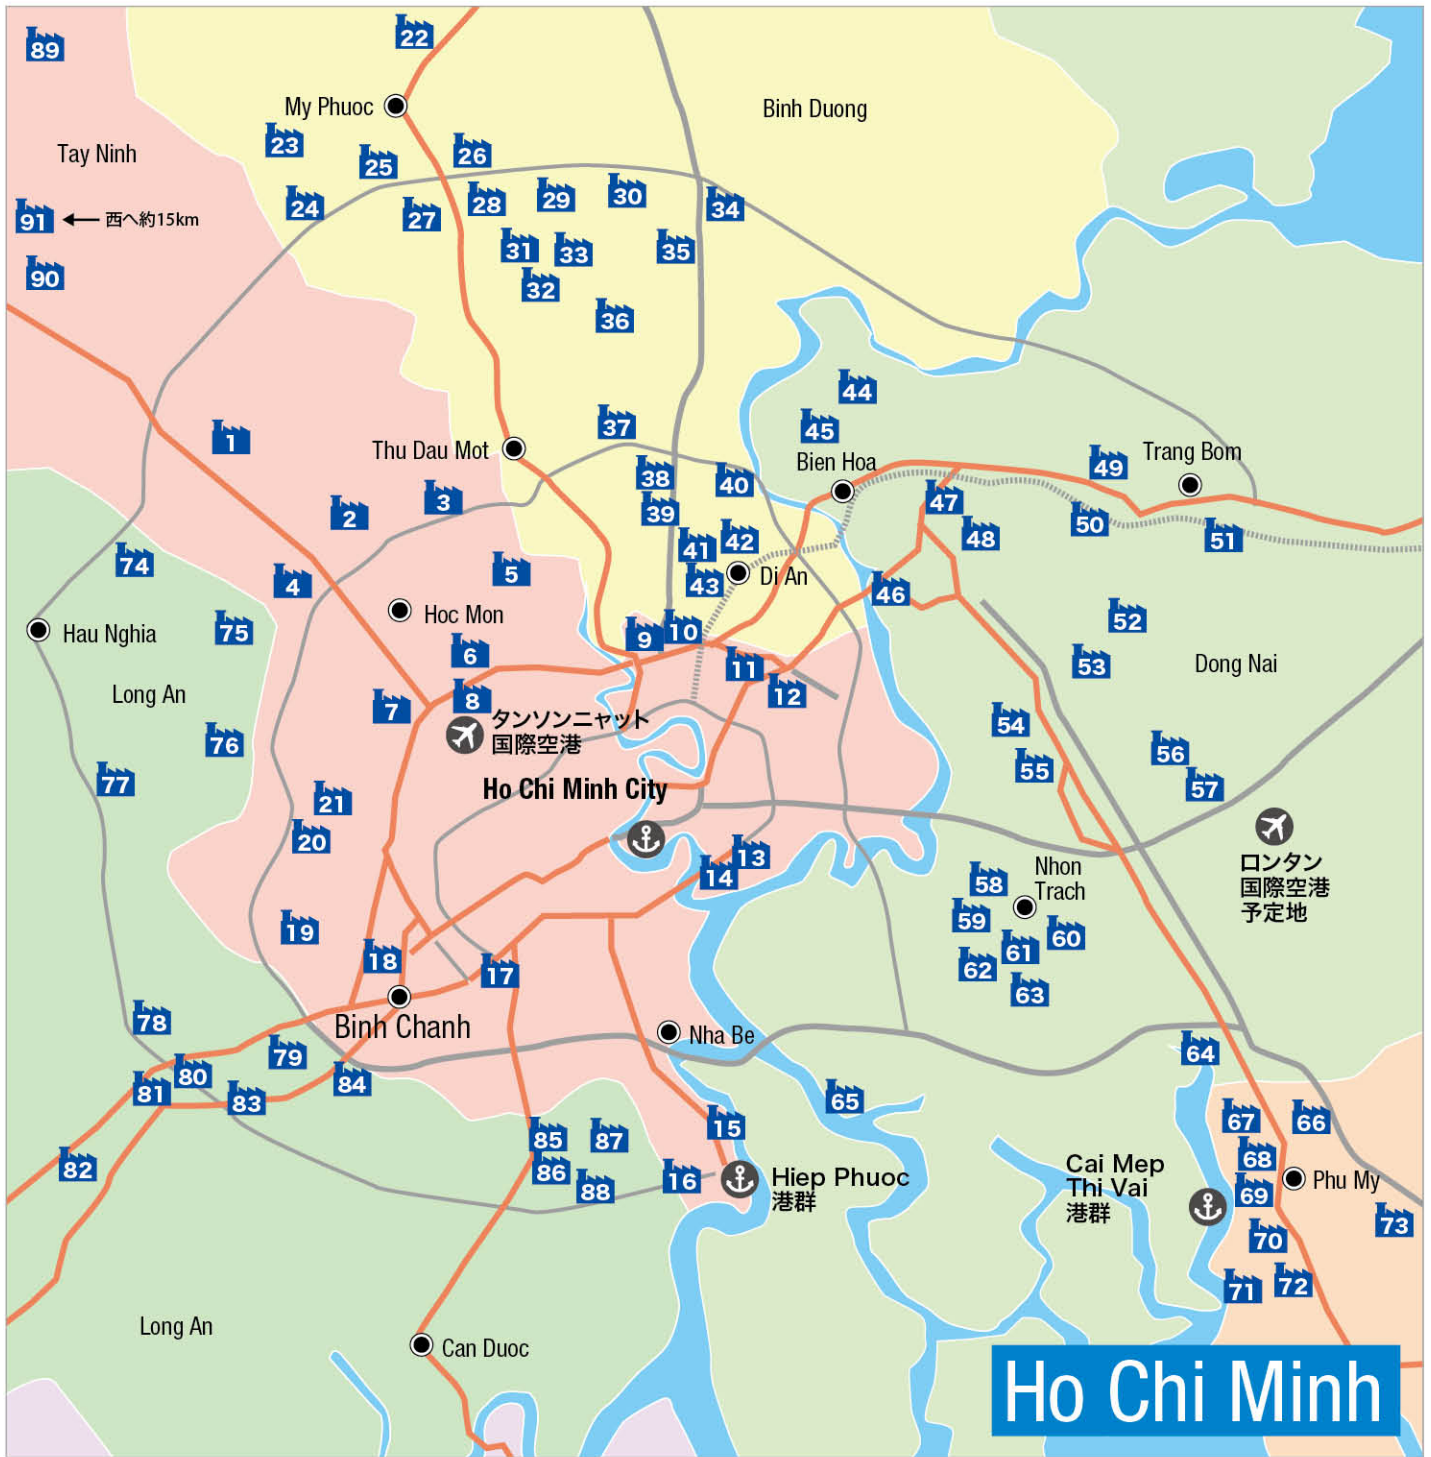 89
22
My Phuoc
Binh Duong
23
25
26
Tay Ninh
24
27
28
29
30
34
91
西へ約15km
31
33
35
90
32
36
44
1
37
45
Thu Dau Mot
Bien Hoa
49
Trang Bom
38
40
2
3
39
47
50
48
51
74
4
5
41
42
43
Di An
46
Hau Nghia
75
Hoc Mon
9
10
52
6
11
53
Dong Nai
Long An
7
8
12
タンソンニャット
国際空港
54
76
77
55
56
57
Ho Chi Minh City
21
20
13
14
58
Nhon
Trach
ロンタン
国際空港
予定地
59
60
61
62
63
19
18
17
Binh Chanh
78
Nha Be
79
64
80
81
83
84
65
67
66
85
87
15
82
86
88
16
Hiep Phuoc
港群
Cai Mep
Thi Vai
港群
68
69
Phu My
70
73
71
72
Long An
Can Duoc
Ho Chi Minh